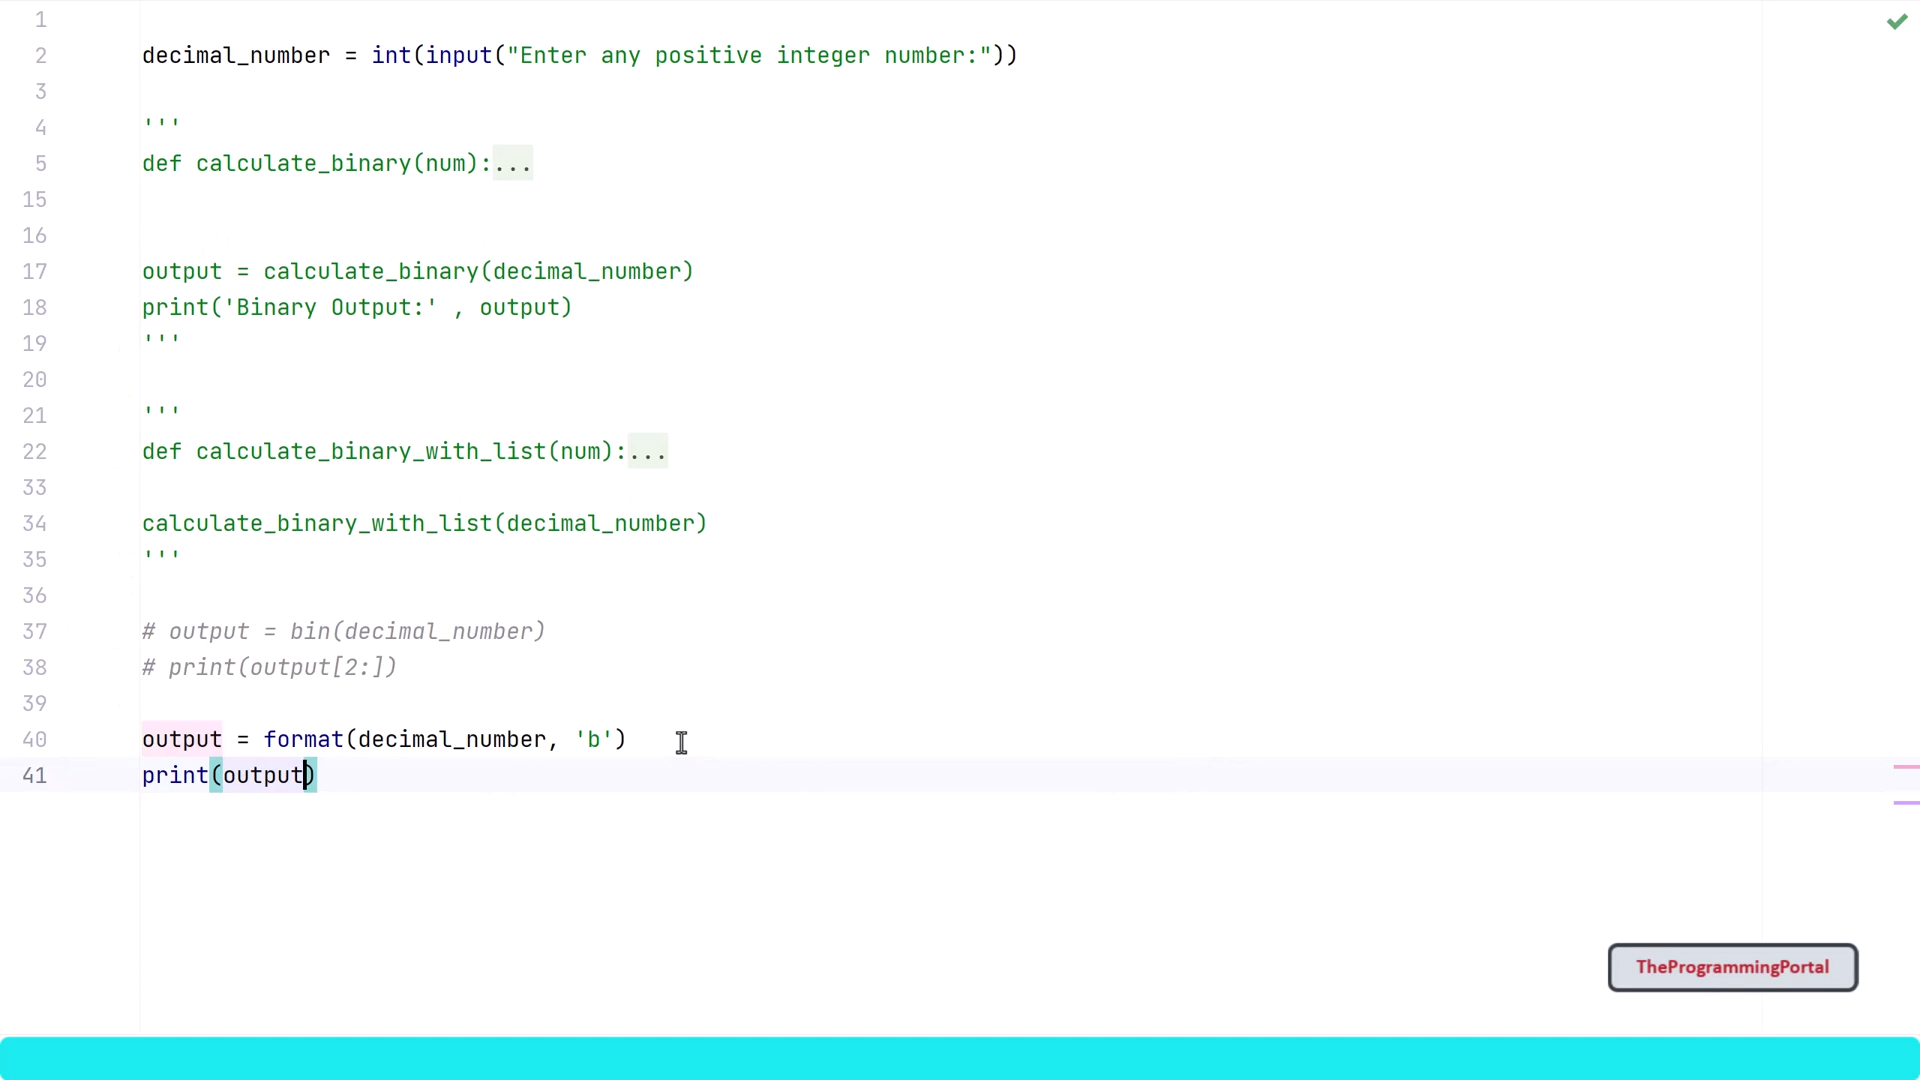 1
2 decimal_number = int(input("Enter any positive integer number:"))
3
4 '''
5 def calculate_binary(num):...
15
16
17 output = calculate_binary(decimal_number)
18 print('Binary Output:' , output)
19 '''
20
21 '''
22 def calculate_binary_with_list(num):...
33
34 calculate_binary_with_list(decimal_number)
35 '''
36
37 # output = bin(decimal_number)
38 # print(output[2:])
39
40 output = format(decimal_number, 'b')
41 print(output)
TheProgrammingPortal